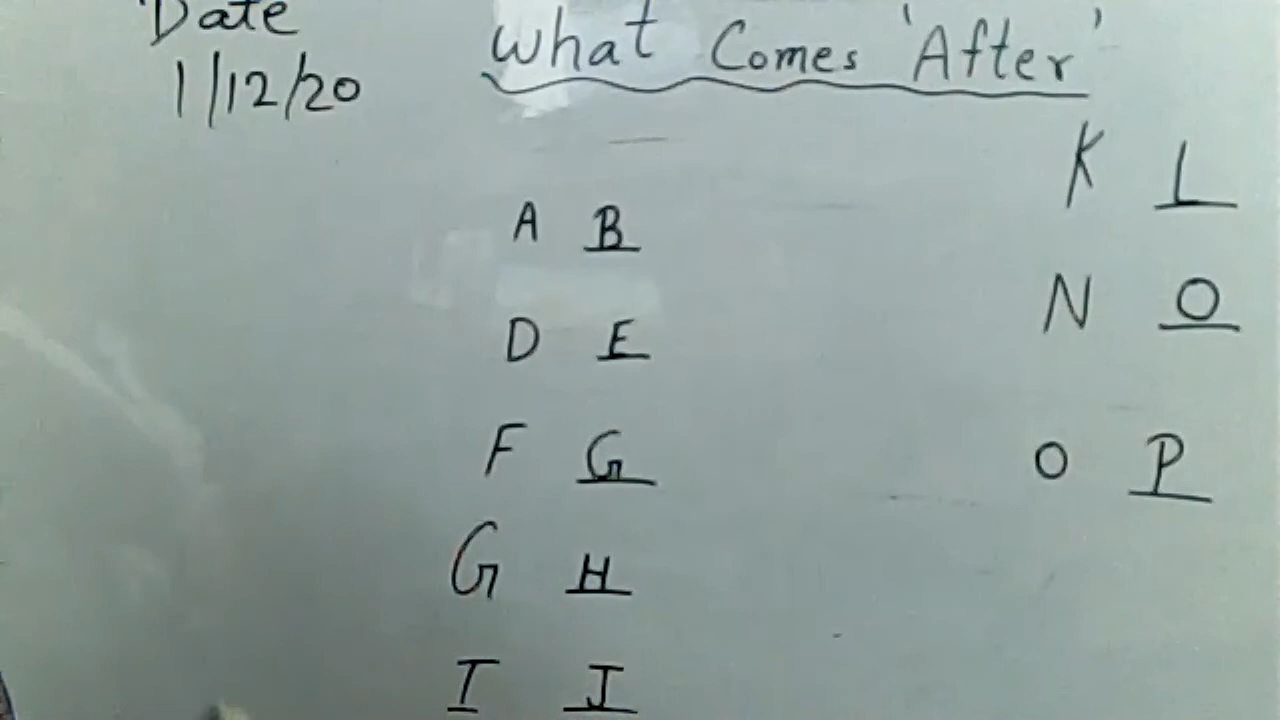 Date
1/12/20
What Comes 'After'
A B
D E
F G
G H
I J
K L
N O
O P